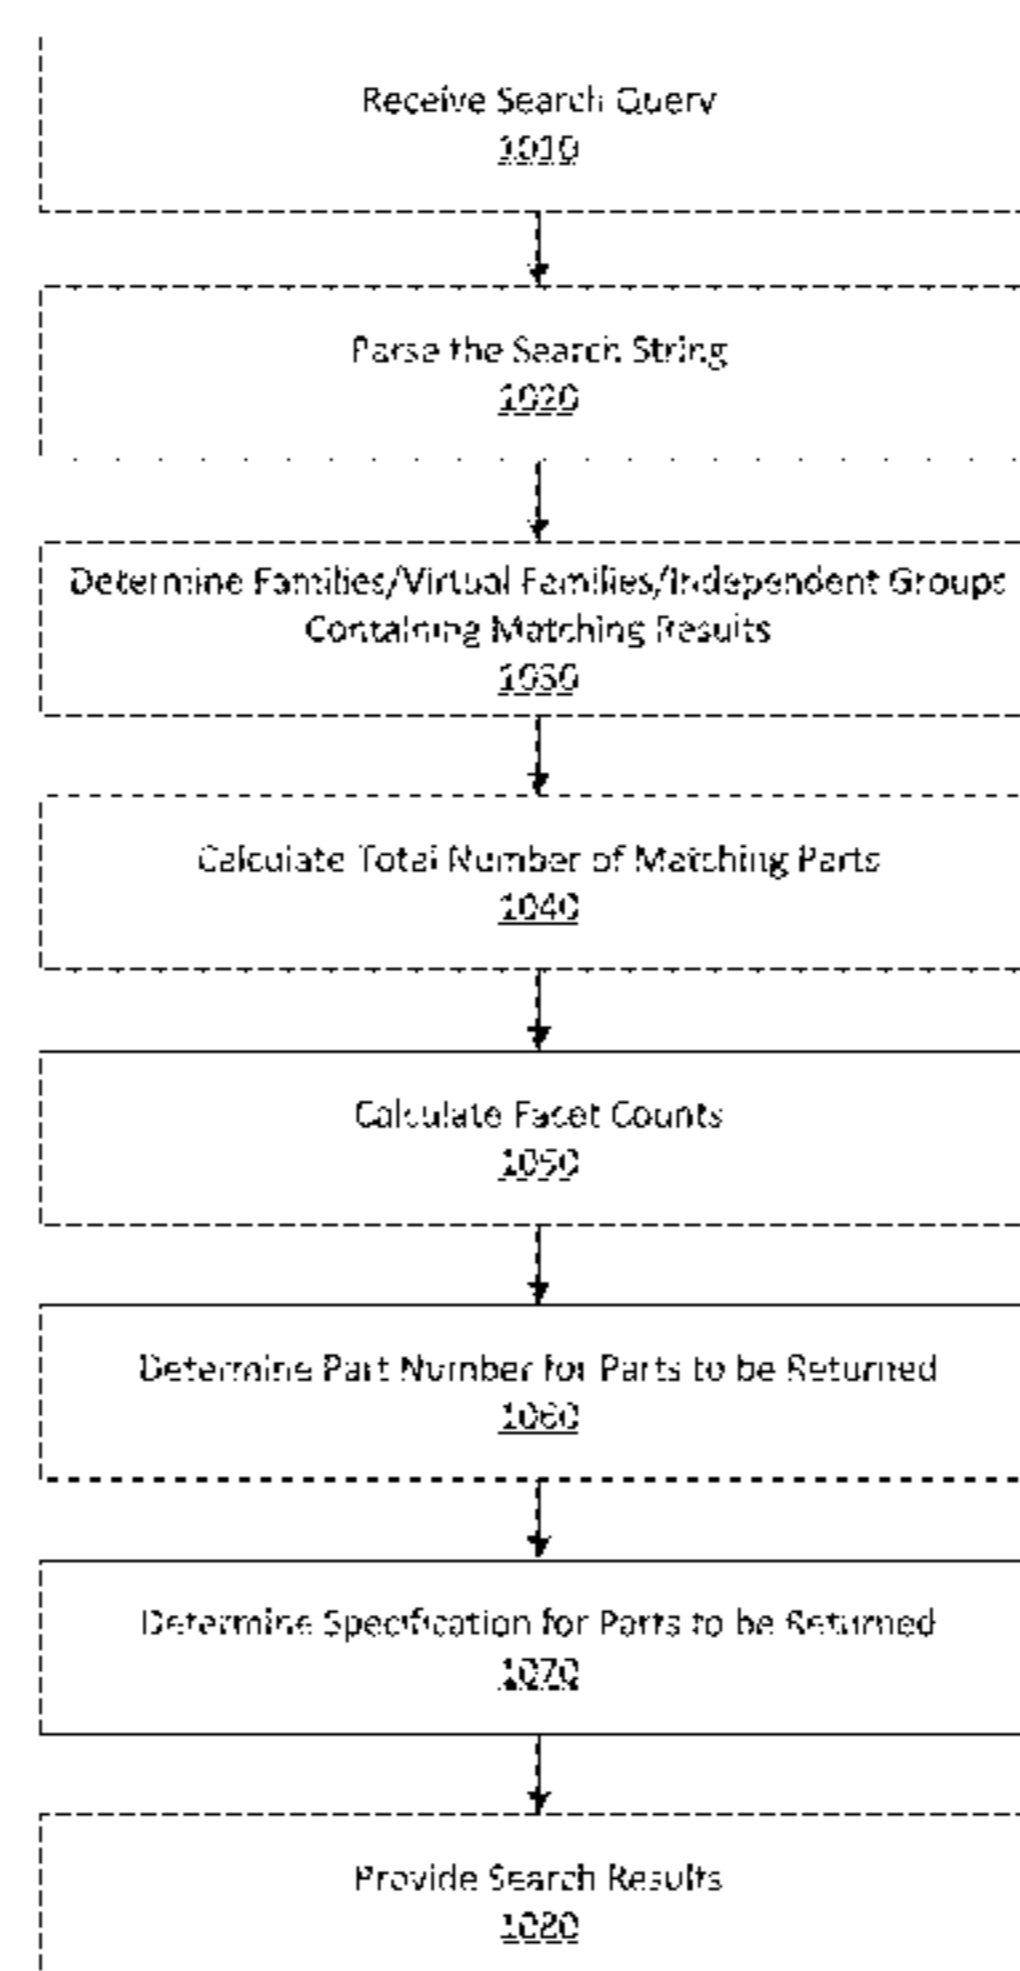 Receive Search Query
1010
Parse the Search String
1020
Determine Families/Virtual Families/Independent Groups
Containing Matching Results
1030
Calculate Total Number of Matching Parts
1040
Calculate Facet Counts
1050
Determine Part Number for Parts to be Returned
1060
Determine Specification for Parts to be Returned
1070
Provide Search Results
1080